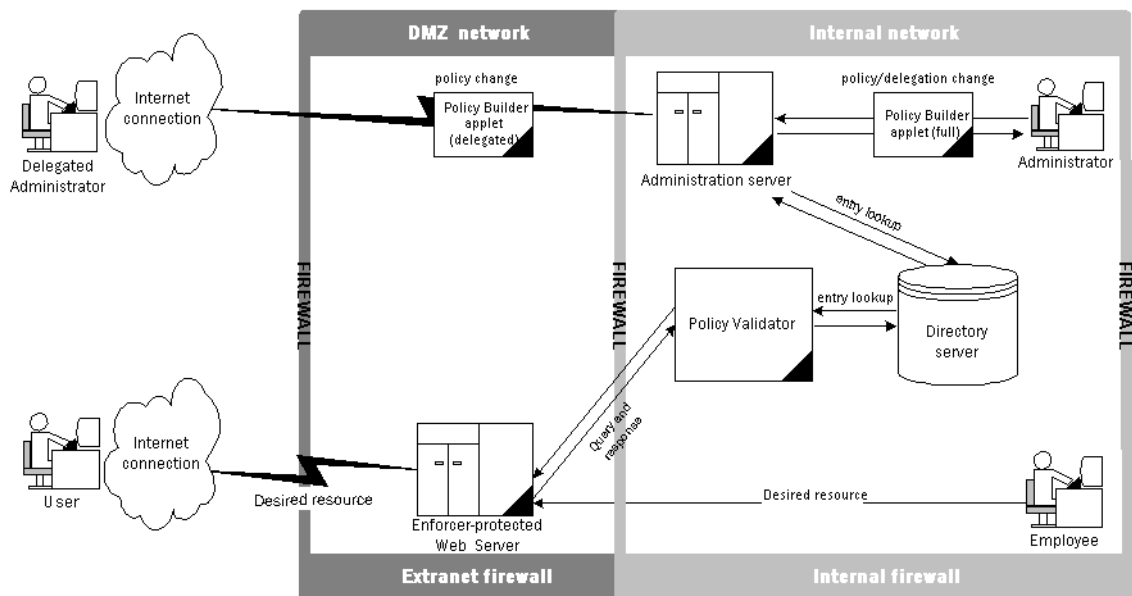 DMZ network
Internal network
policy change
policy/delegation change
Internet
connection
Policy Builder
applet
(delegated)
Policy Builder
applet (full)
Delegated
Administrator
Administration server
Administrator
entry lookup
FIREWALL
FIREWALL
FIREWALL
Policy Validator
entry lookup
Directory
server
Query and
response
Internet
connection
User
Desired resource
Desired resource
Enforcer-protected
Web Server
Employee
Extranet firewall
Internal firewall